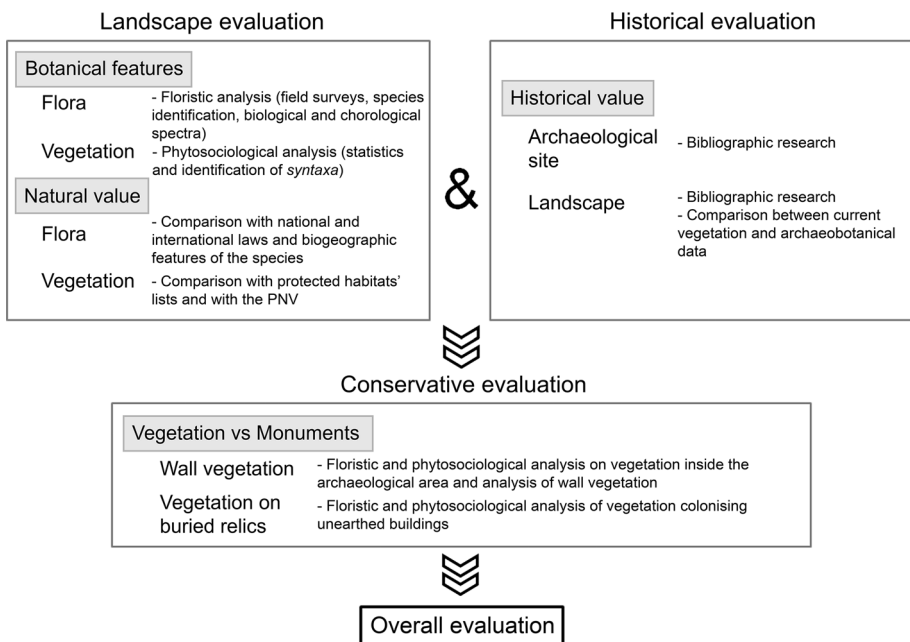 Landscape evaluation
Botanical features
Flora
- Floristic analysis (field surveys, species
identification, biological and chorological
spectra)
Vegetation
- Phytosociological analysis (statistics
and identification of syntaxa)
Natural value
Flora
- Comparison with national and
international laws and biogeographic
features of the species
Vegetation
- Comparison with protected habitats'
lists and with the PNV
&
Historical evaluation
Historical value
Archaeological
site
- Bibliographic research
Landscape
- Bibliographic research
- Comparison between current
vegetation and archaeobotanical
data
Conservative evaluation
Vegetation vs Monuments
Wall vegetation
- Floristic and phytosociological analysis on vegetation inside the
archaeological area and analysis of wall vegetation
Vegetation on
buried relics
- Floristic and phytosociological analysis of vegetation colonising
unearthed buildings
Overall evaluation